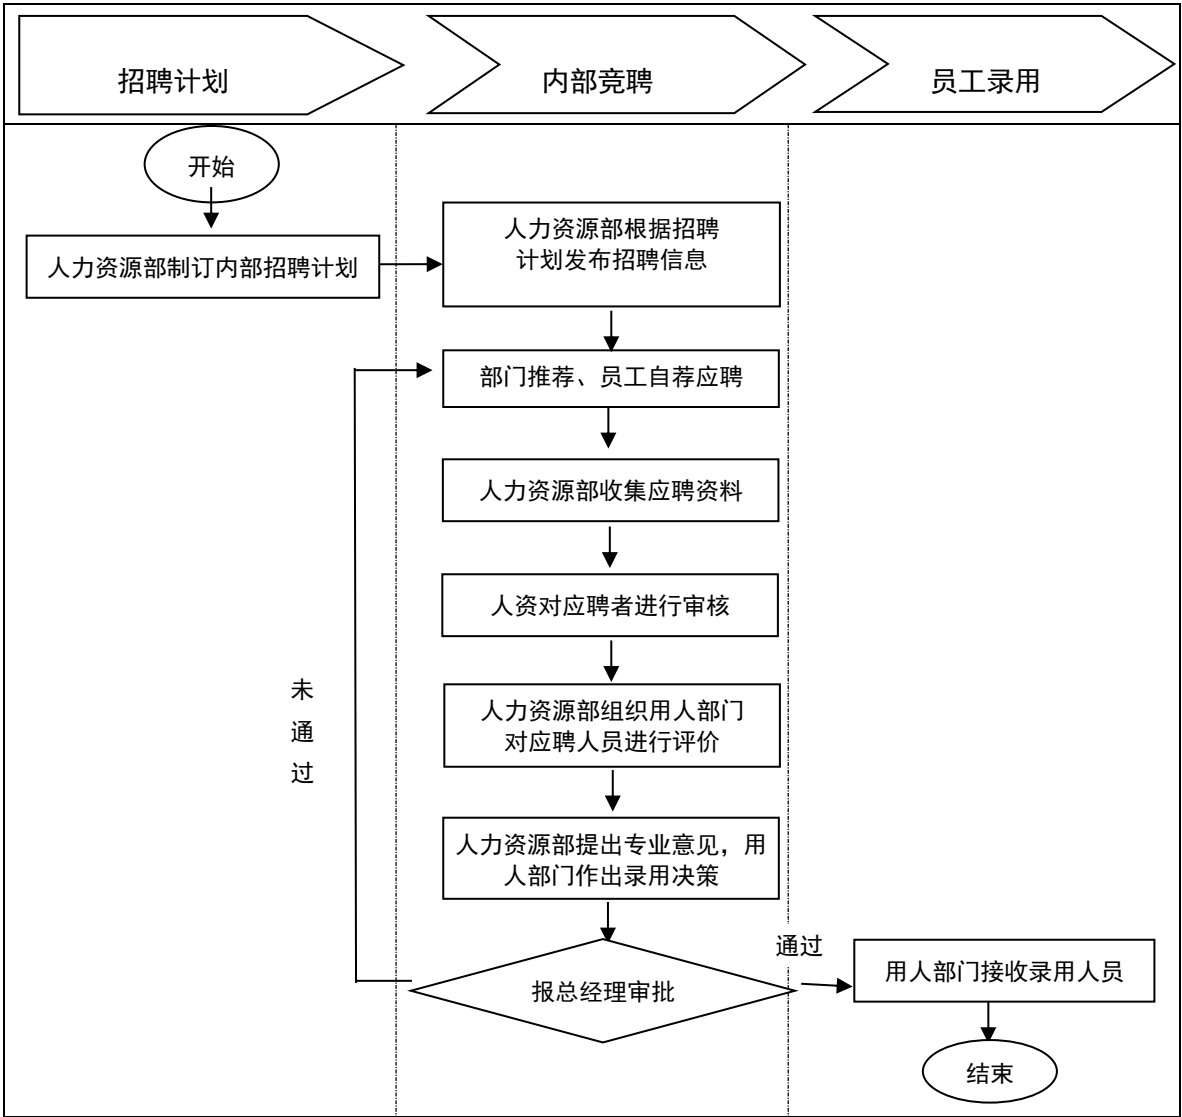 招聘计划
内部竞聘
员工录用
开始
人力资源部制订内部招聘计划
人力资源部根据招聘
计划发布招聘信息
部门推荐、员工自荐应聘
人力资源部收集应聘资料
人资对应聘者进行审核
人力资源部组织用人部门
对应聘人员进行评价
人力资源部提出专业意见，用
人部门作出录用决策
报总经理审批
未
通
过
通过
用人部门接收录用人员
结束